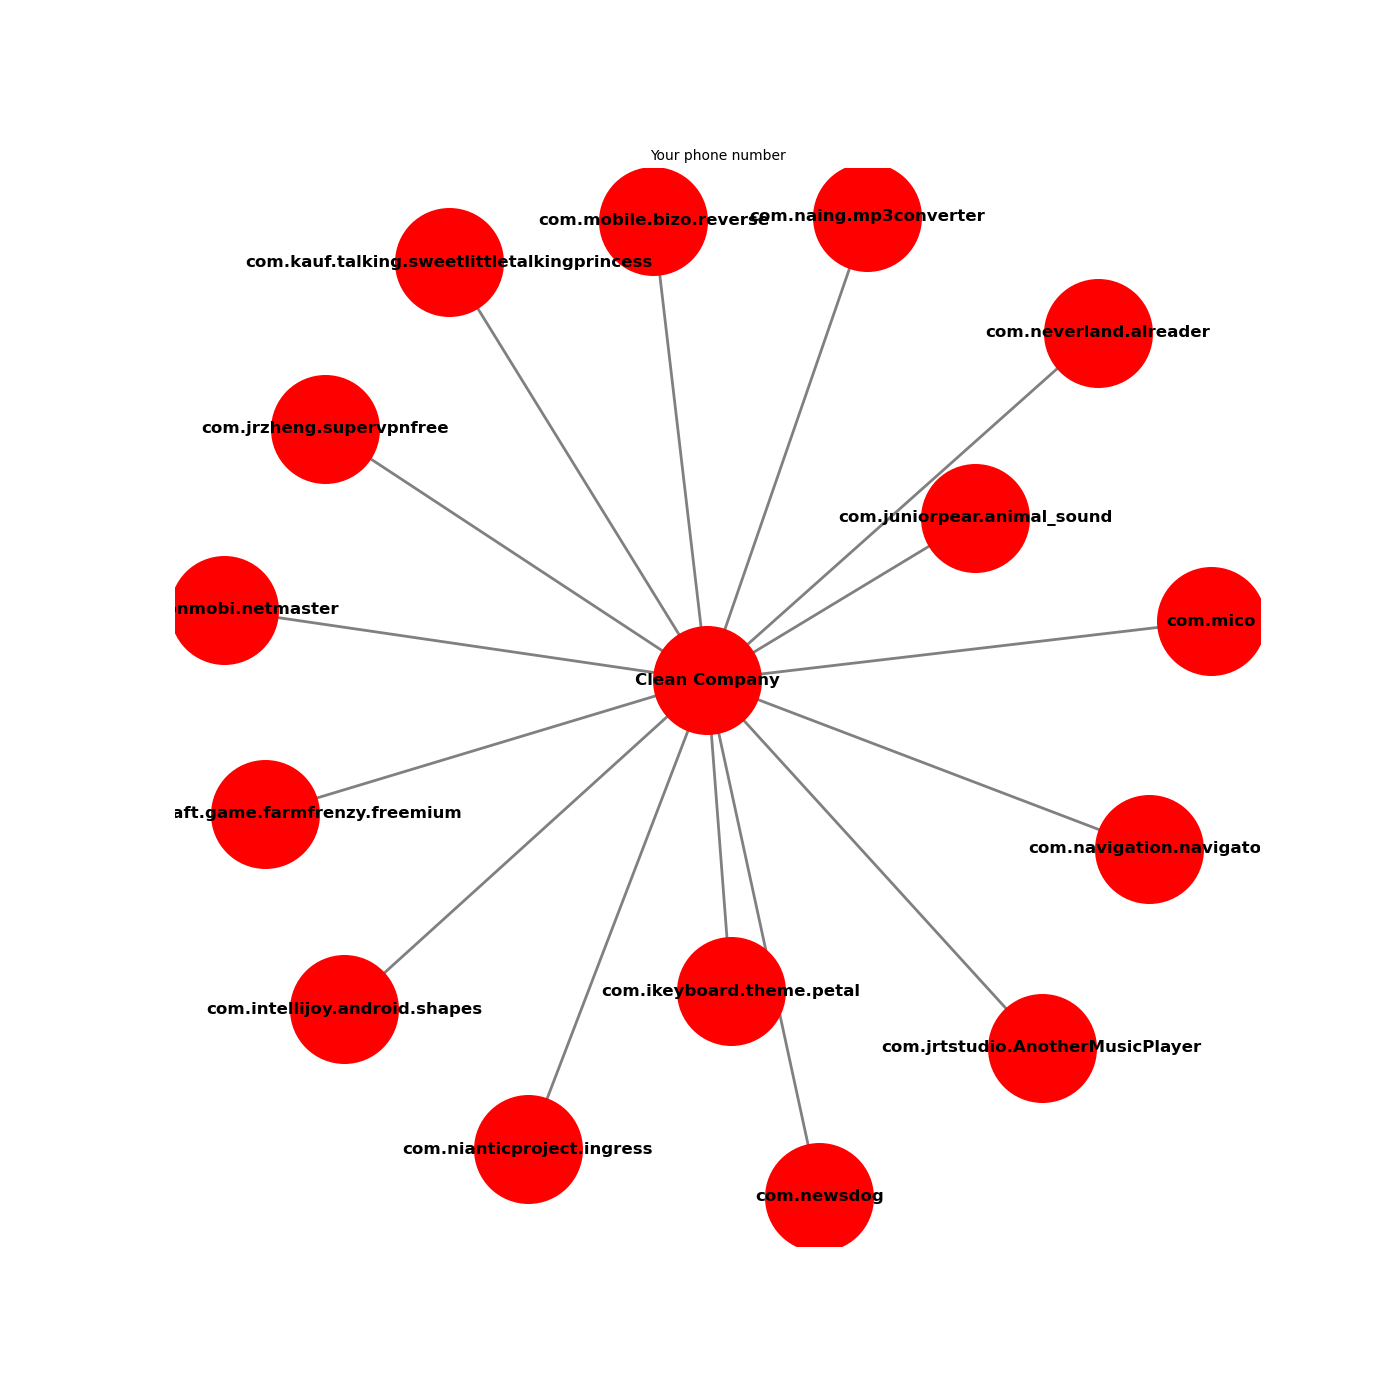 Your phone number
com.mobile.bizo.reverse
com.naing.mp3converter
com.kauf.talking.sweetlittletalkingprincess
com.neverland.alreader
com.jrzheng.supervpnfree
com.juniorpear.animal_sound
nmobi.netmaster
com.mico
Clean Company
aft.game.farmfrenzy.freemium
com.navigation.navigato
com.ikeyboard.theme.petal
com.intellijoy.android.shapes
com.jrtstudio.AnotherMusicPlayer
com.nianticproject.ingress
com.newsdog